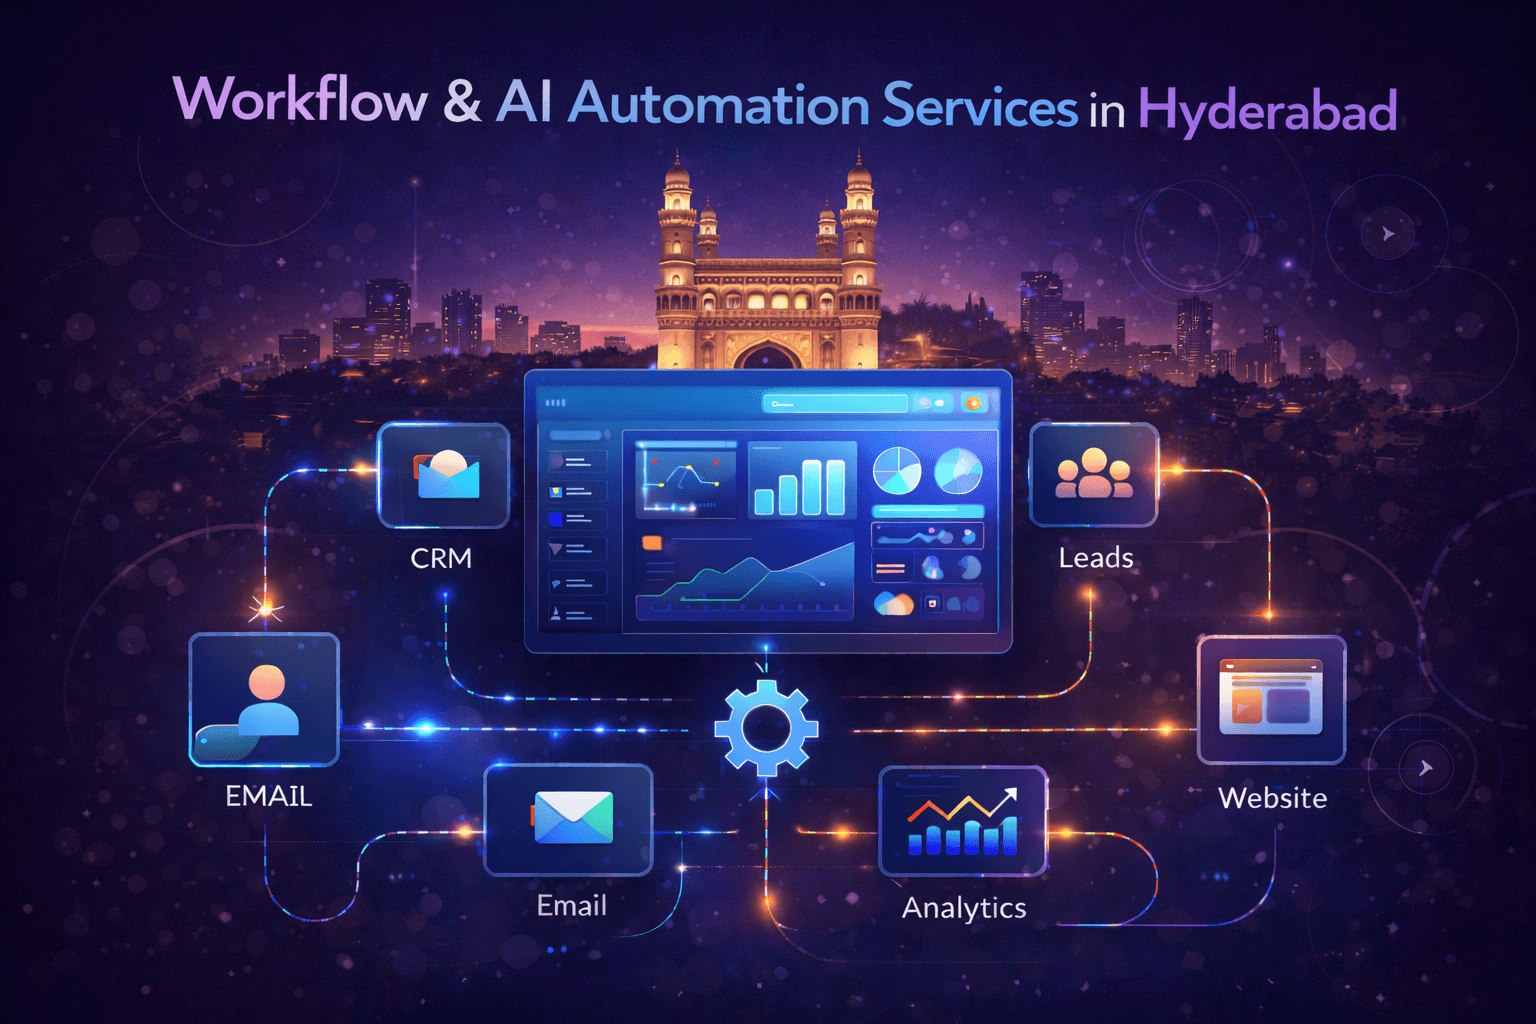 Workflow & AI Automation Services in Hyderabad
CRM
Leads
EMAIL
Website
Email
Analytics